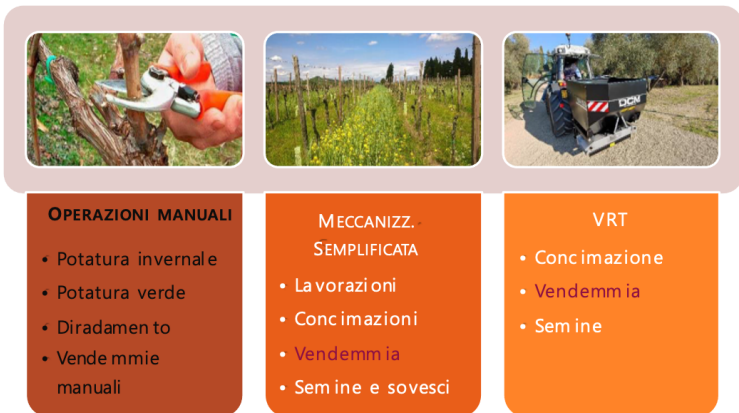 DCM
OPERAZIONI MANUALI
• Potatura invernale
• Potatura verde
• Diradamento
• Vendemmie
manuali
MECCANIZZ.
SEMPLIFICATA
• Lavorazioni
• Concimazioni
• Vendemmia
• Semine e sovesci
VRT
• Concimazione
• Vendemmia
• Semine